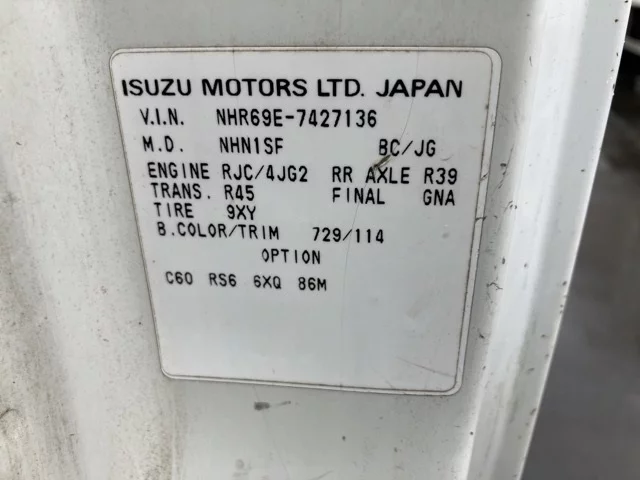 ISUZU MOTORS LTD. JAPAN
V.I.N. NHR69E-7427136
M.D. NHN1SF BC/JG
ENGINE RJC/4JG2 RR AXLE R39
TRANS. R45 FINAL GNA
TIRE 9XY
B.COLOR/TRIM 729/114
OPTION
C60 RS6 6XQ 86M